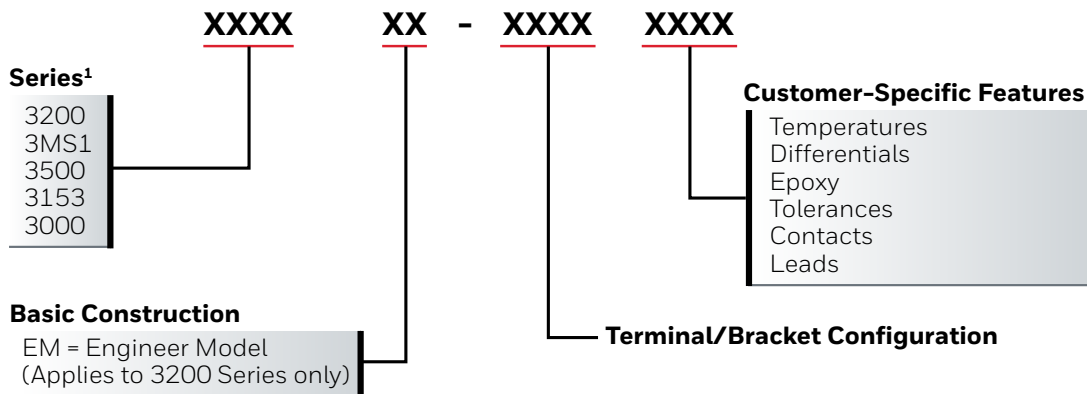 XXXX XX - XXXX XXXX
Series¹
3200
3MS1
3500
3153
3000
Customer-Specific Features
Temperatures
Differentials
Epoxy
Tolerances
Contacts
Leads
Basic Construction
EM = Engineer Model
(Applies to 3200 Series only)
Terminal/Bracket Configuration